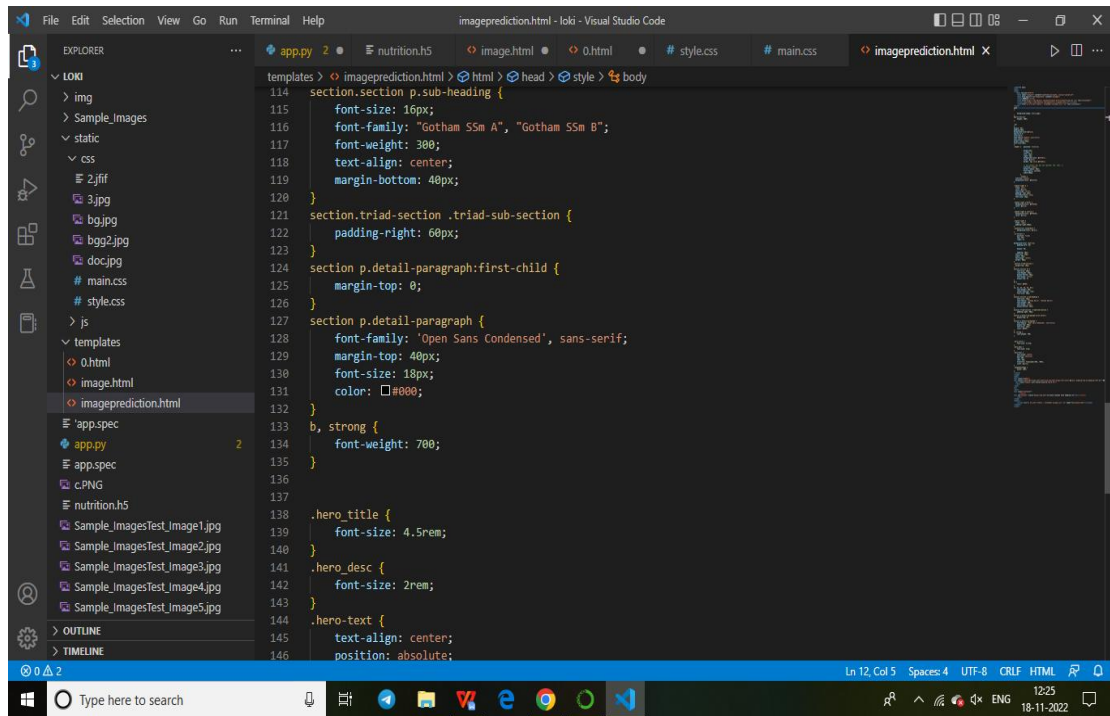 File Edit Selection View Go Run Terminal Help imageprediction.html - loki - Visual Studio Code
EXPLORER ...
app.py 2 nutrition.h5 image.html 0.html # style.css # main.css imageprediction.html
templates > imageprediction.html > html > head > style > body
LOKI
> img
> Sample_Images
static
css
2.jfif
3.jpg
bg.jpg
bgg2.jpg
doc.jpg
# main.css
# style.css
> js
templates
0.html
image.html
imageprediction.html
'app.spec
app.py 2
app.spec
c.PNG
nutrition.h5
Sample_ImagesTest_Image1.jpg
Sample_ImagesTest_Image2.jpg
Sample_ImagesTest_Image3.jpg
Sample_ImagesTest_Image4.jpg
Sample_ImagesTest_Image5.jpg
> OUTLINE
> TIMELINE
3
114 section.section p.sub-heading {
115 font-size: 16px;
116 font-family: "Gotham SSm A", "Gotham SSm B";
117 font-weight: 300;
118 text-align: center;
119 margin-bottom: 40px;
120 }
121 section.triad-section .triad-sub-section {
122 padding-right: 60px;
123 }
124 section p.detail-paragraph:first-child {
125 margin-top: 0;
126 }
127 section p.detail-paragraph {
128 font-family: 'Open Sans Condensed', sans-serif;
129 margin-top: 40px;
130 font-size: 18px;
131 color: #000;
132 }
133 b, strong {
134 font-weight: 700;
135 }
136
137
138 .hero_title {
139 font-size: 4.5rem;
140 }
141 .hero_desc {
142 font-size: 2rem;
143 }
144 .hero-text {
145 text-align: center;
146 position: absolute;
0 2 Ln 12, Col 5 Spaces: 4 UTF-8 CRLF HTML
Type here to search ENG 12:25
18-11-2022